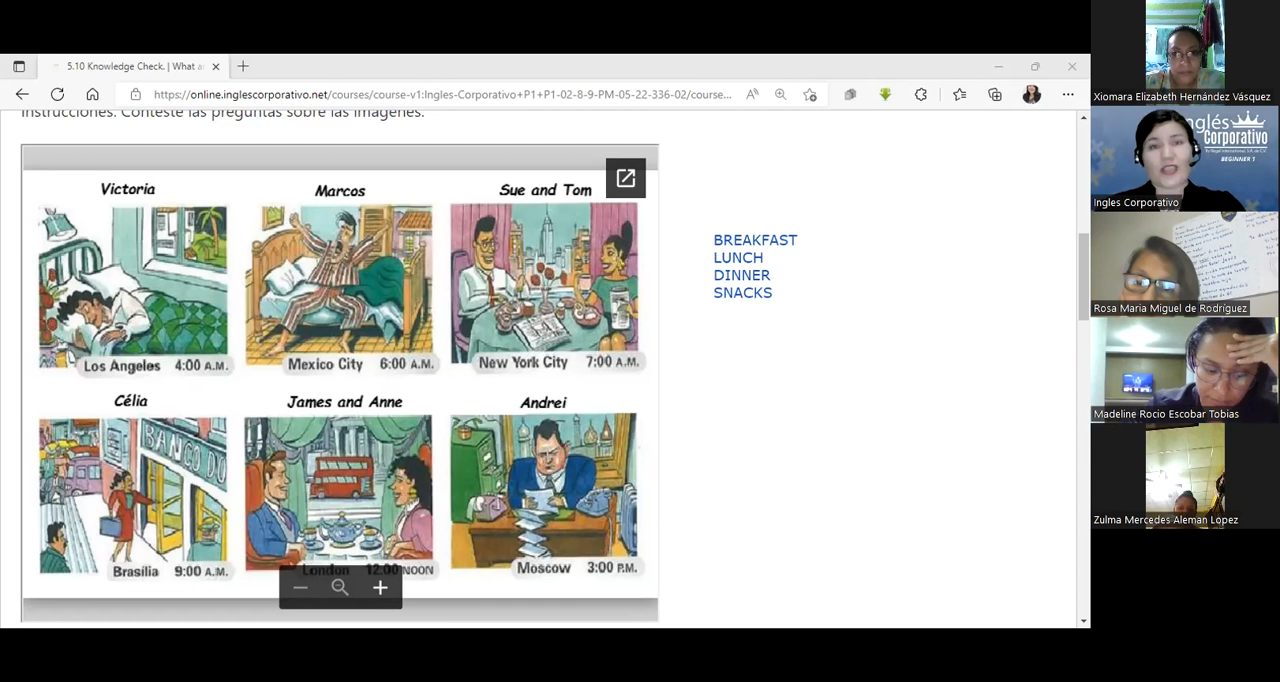 5.10 Knowledge Check. | What a
https://online.inglescorporativo.net/courses/course-v1:Ingles-Corporativo+P1+P1-02-8-9-PM-05-22-336-02/course...
Instrucciones: Conteste las preguntas sobre las imágenes.
Victoria
Marcos
Sue and Tom
Los Angeles 4:00 A.M.
Mexico City 6:00 A.M.
New York City 7:00 A.M.
Célia
James and Anne
Andrei
BANCO DU
Brasília 9:00 A.M.
London 12:00 NOON
Moscow 3:00 P.M.
BREAKFAST
LUNCH
DINNER
SNACKS
Xiomara Elizabeth Hernández Vásquez
Inglés
Corporativo
BEGINNER 1
Ingles Corporativo
Rosa Maria Miguel de Rodríguez
Madeline Rocio Escobar Tobias
Zulma Mercedes Aleman Lopez